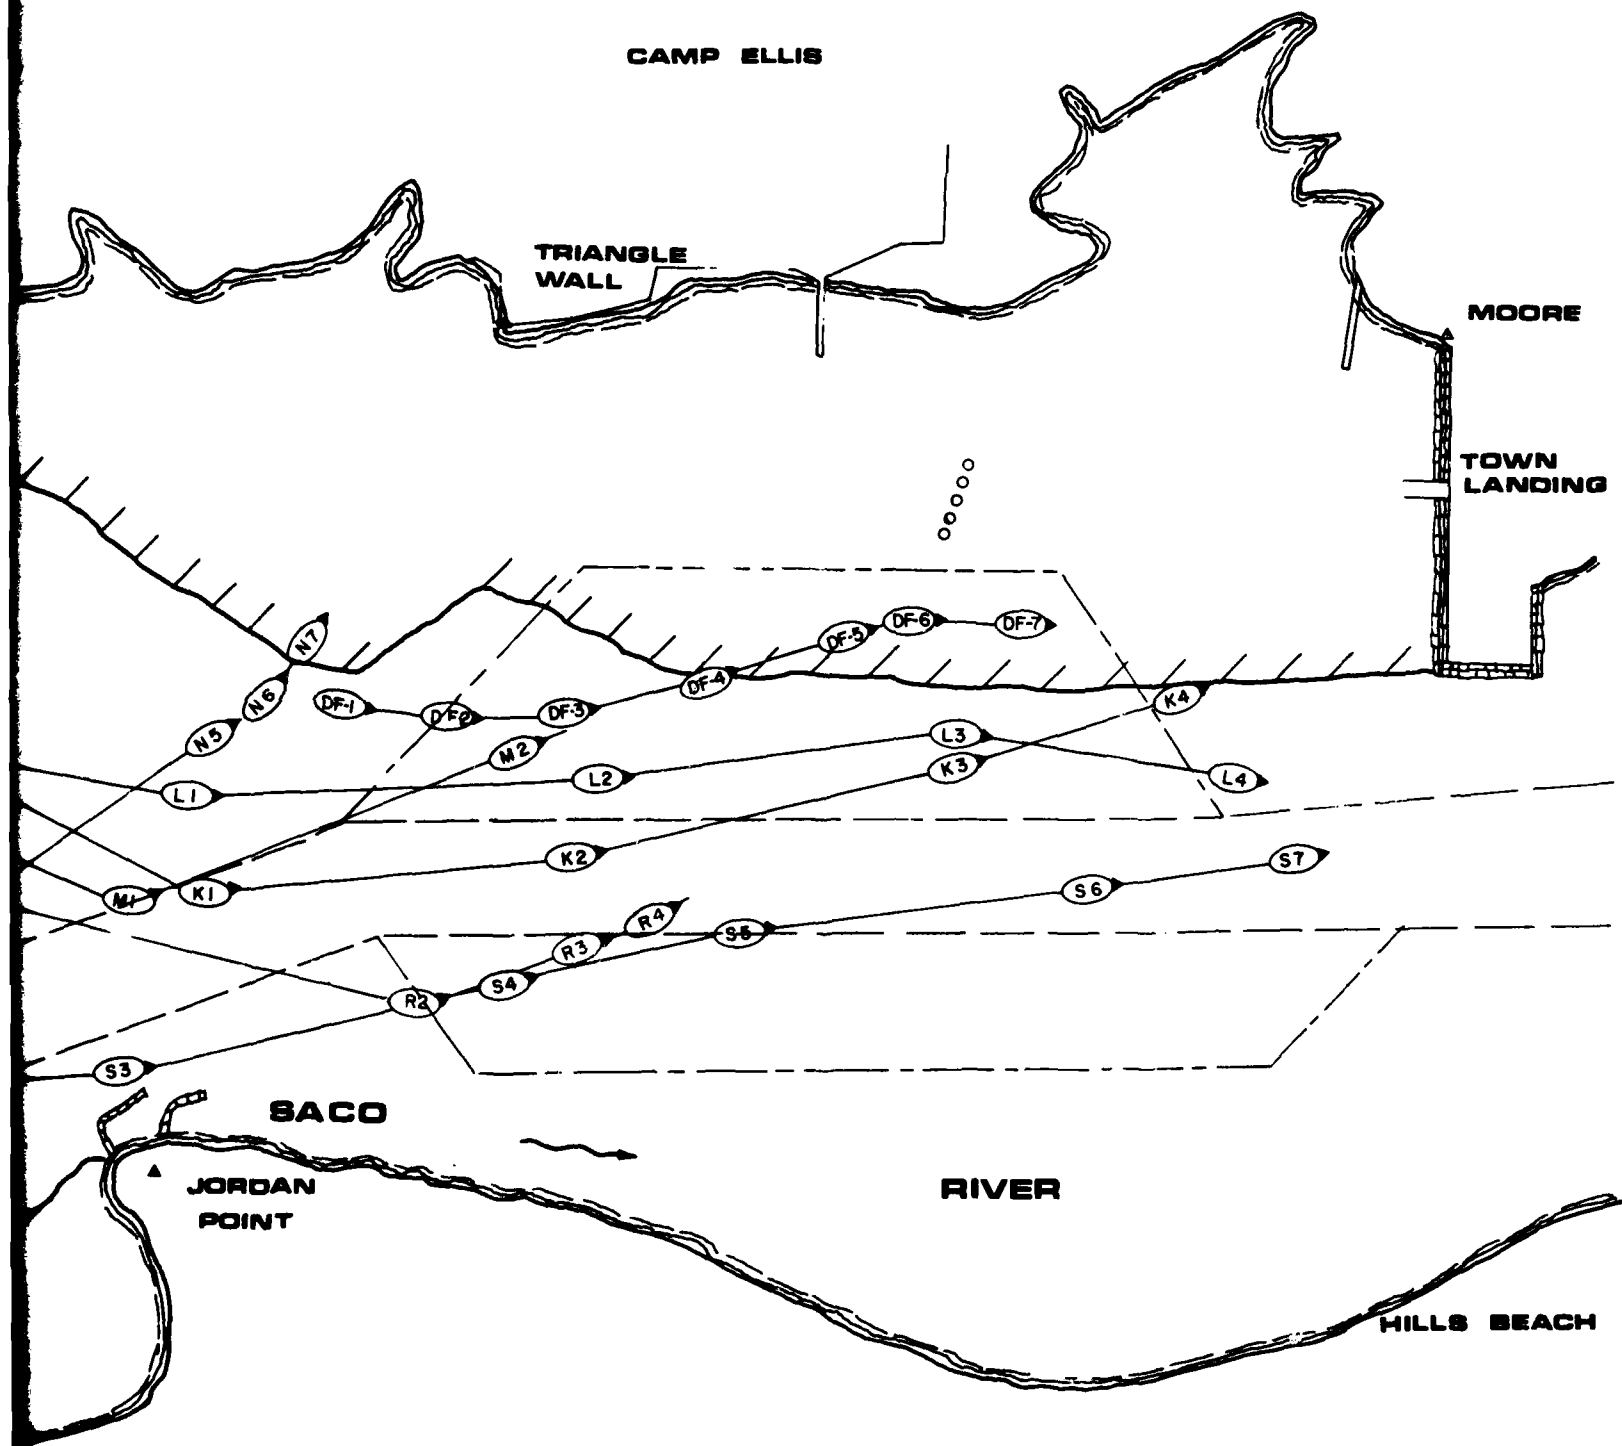 CAMP ELLIS
TRIANGLE
WALL
MOORE
TOWN
LANDING
N7
DF-5
DF-6
DF-7
N6
DF-1
DF-2
DF-3
DF-4
K4
N5
M2
L3
L1
L2
K3
L4
M1
K1
K2
S7
S6
R4
R3
S5
R2
S4
S3
SACO
JORDAN
POINT
RIVER
HILLS BEACH